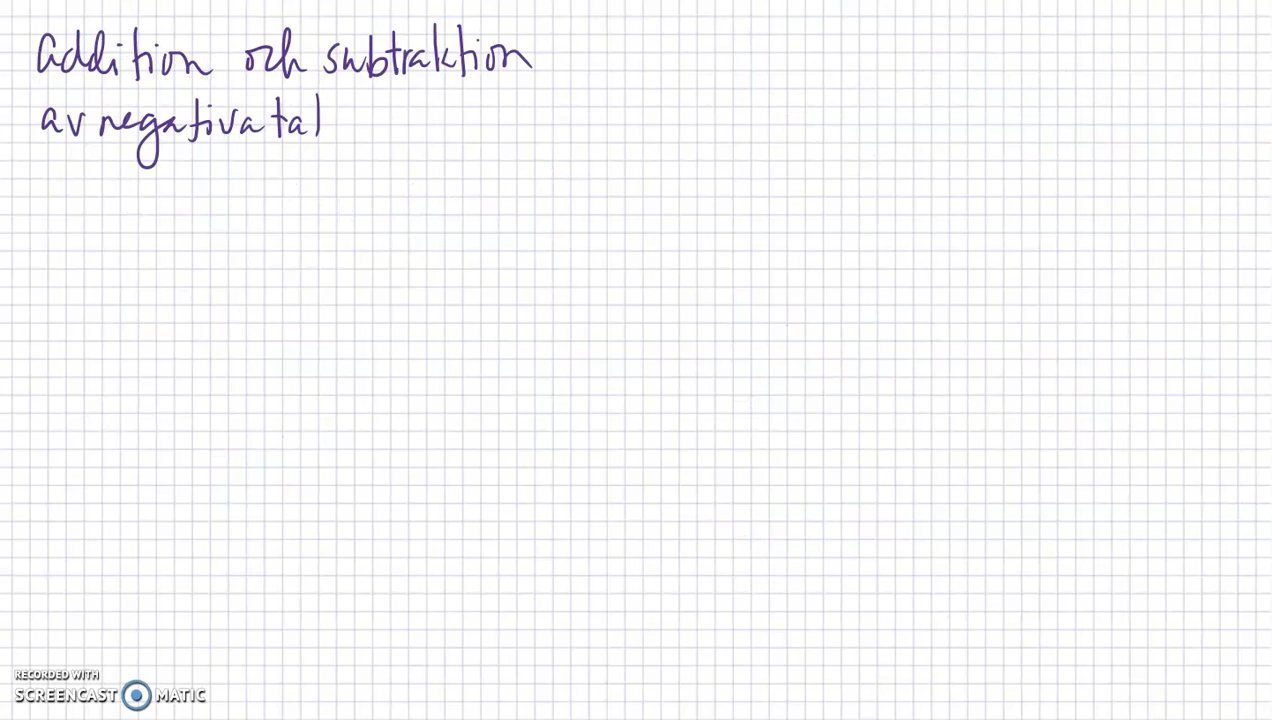 addition och subtraktion
av negativa tal
RECORDED WITH
SCREENCAST MATIC